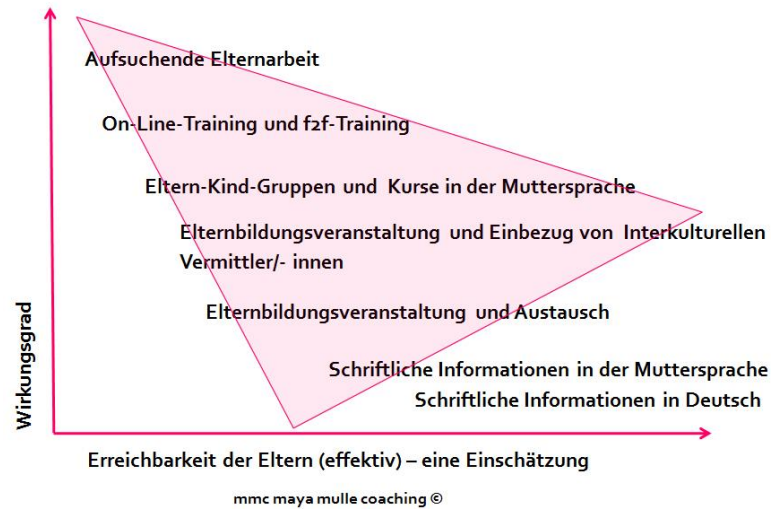 Aufsuchende Elternarbeit
On-Line-Training und f2f-Training
Eltern-Kind-Gruppen und Kurse in der Muttersprache
Elternbildungsveranstaltung und Einbezug von Interkulturellen
Vermittler/- innen
Elternbildungsveranstaltung und Austausch
Schriftliche Informationen in der Muttersprache
Schriftliche Informationen in Deutsch
Wirkungsgrad
Erreichbarkeit der Eltern (effektiv) – eine Einschätzung
mmc maya mulle coaching ©